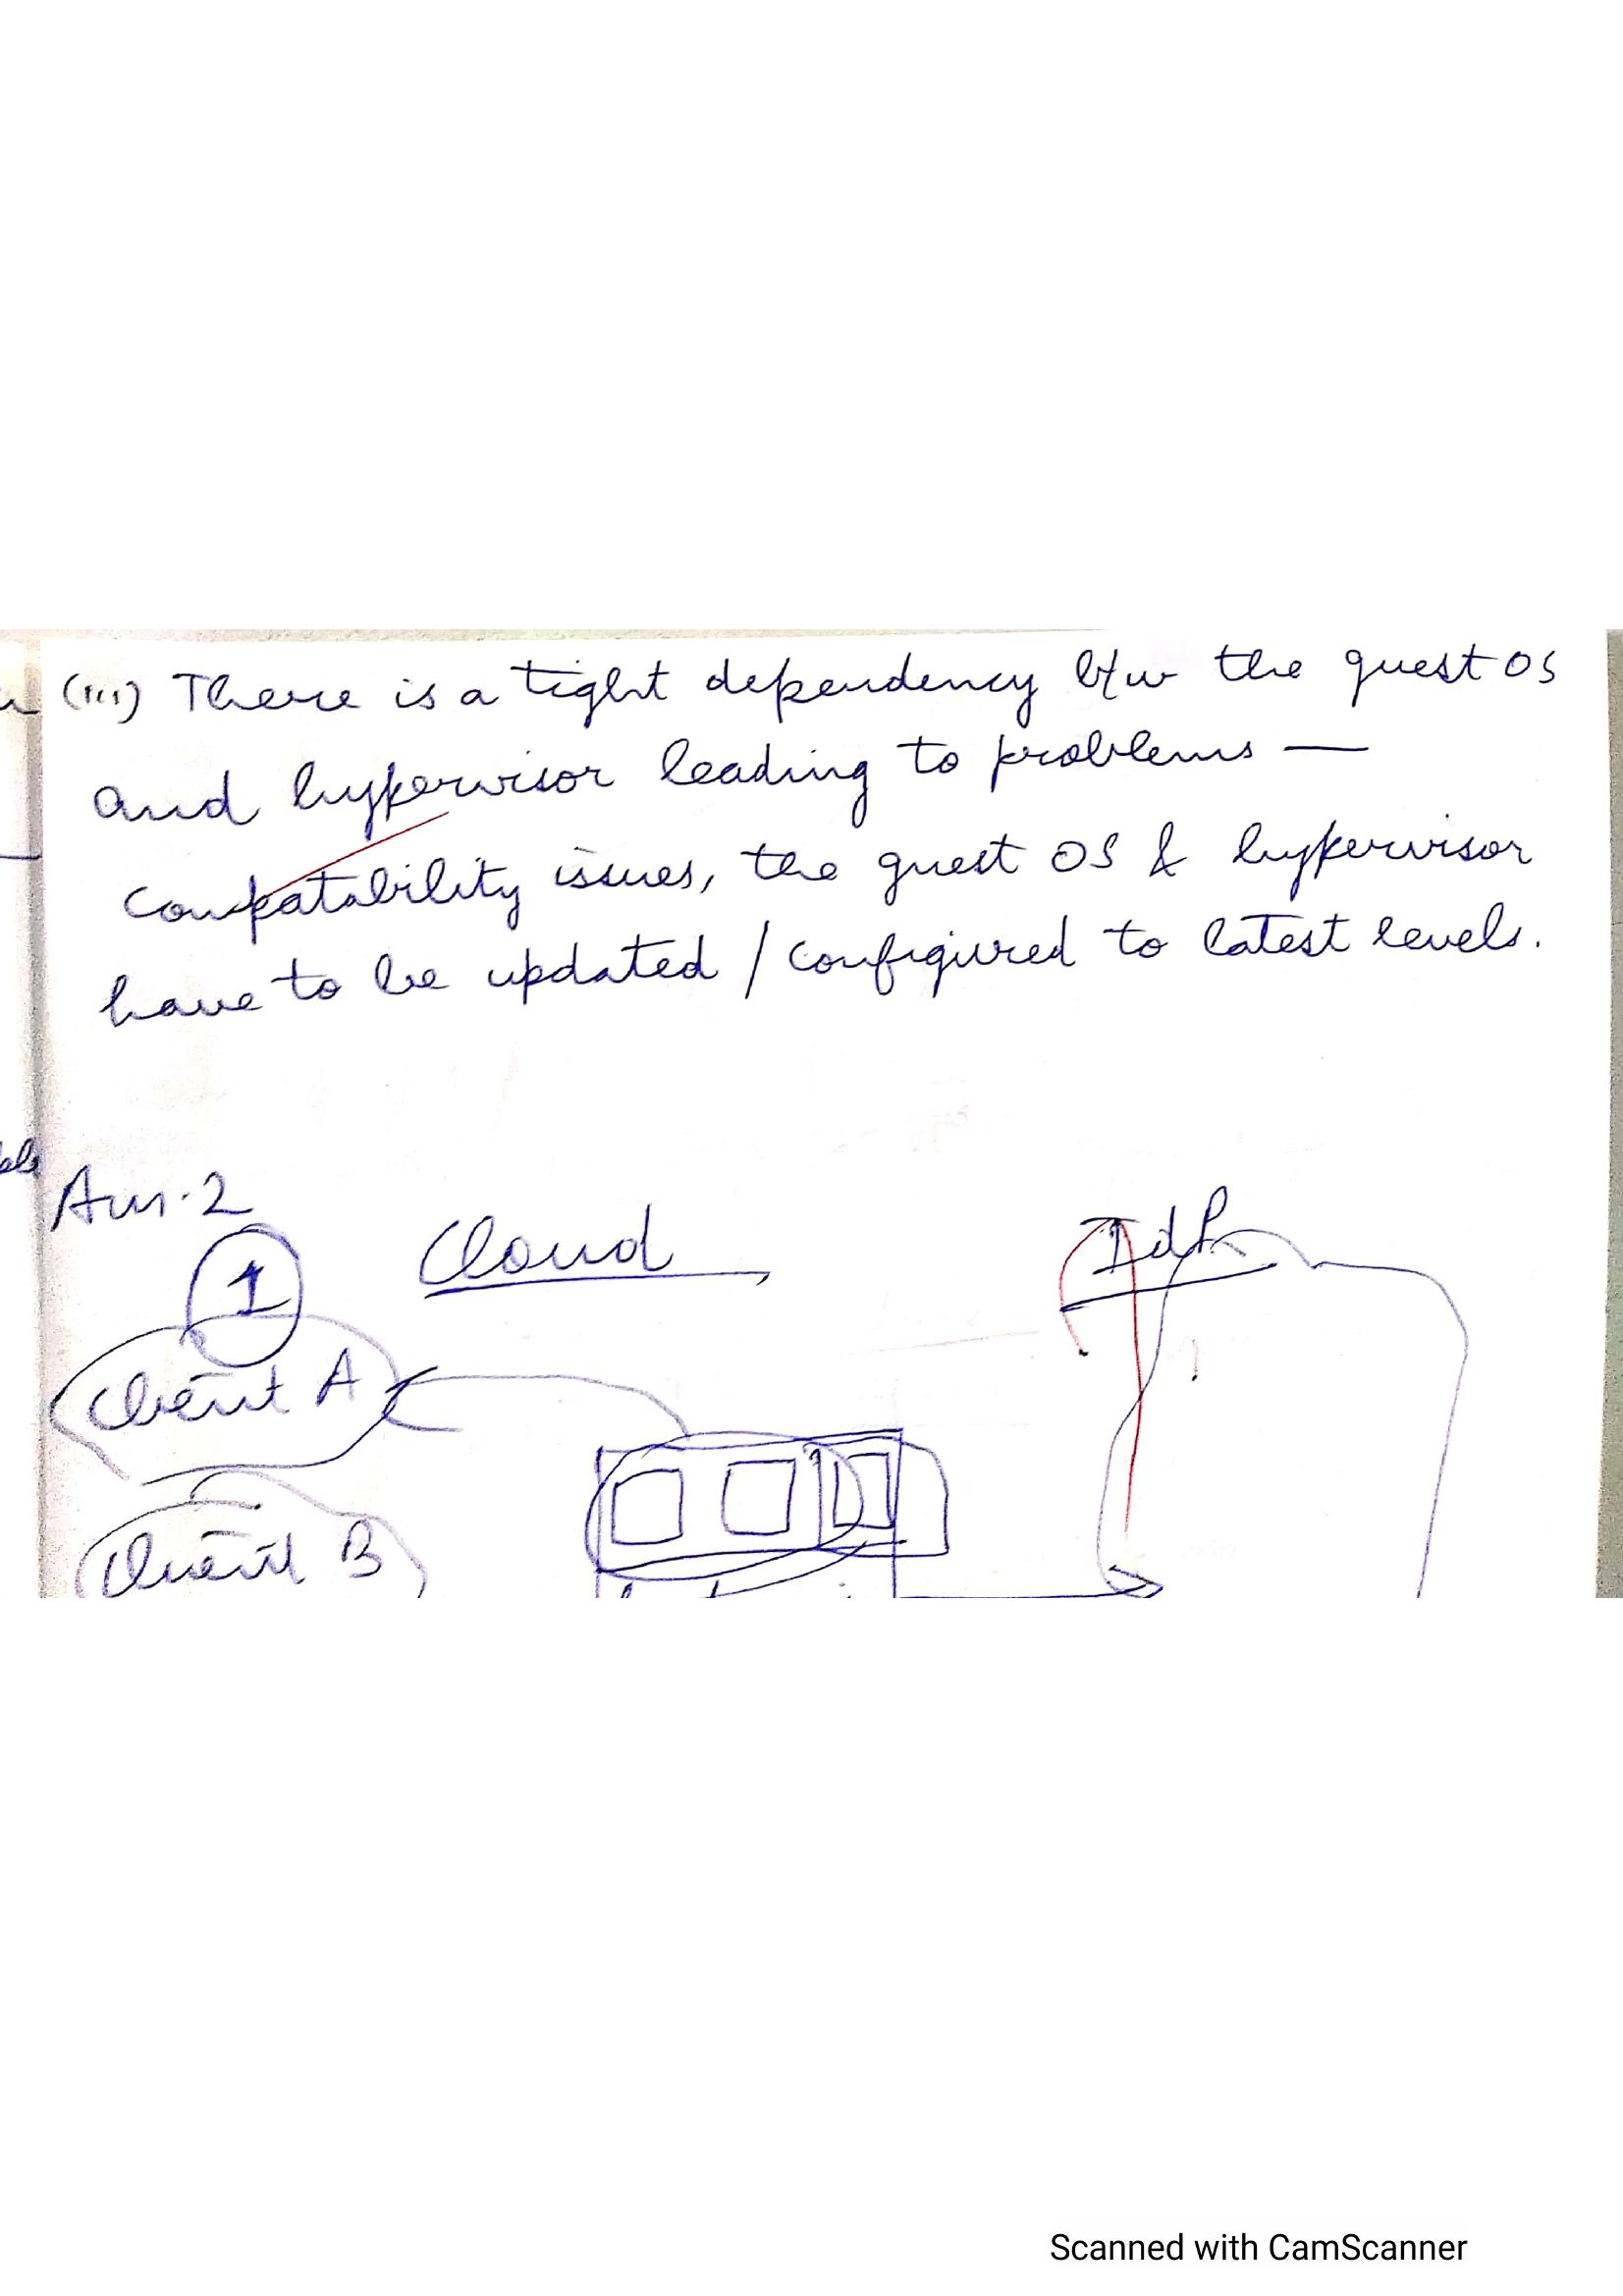 (iii) There is a tight dependency b/w the guest OS
and hypervisor leading to problems —
compatability issues, the guest OS & hypervisor
have to be updated / configured to latest levels.
Ans.2
1
Cloud
IdP
Client A
Client B
Scanned with CamScanner